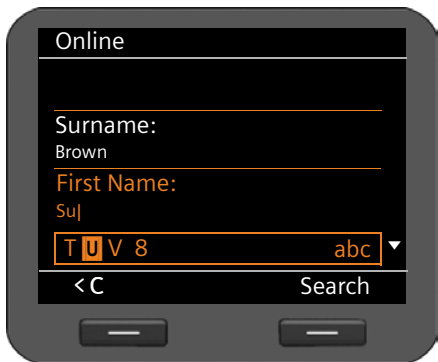 Online
Surname:
Brown
First Name:
Su
T U V 8 abc
< C Search